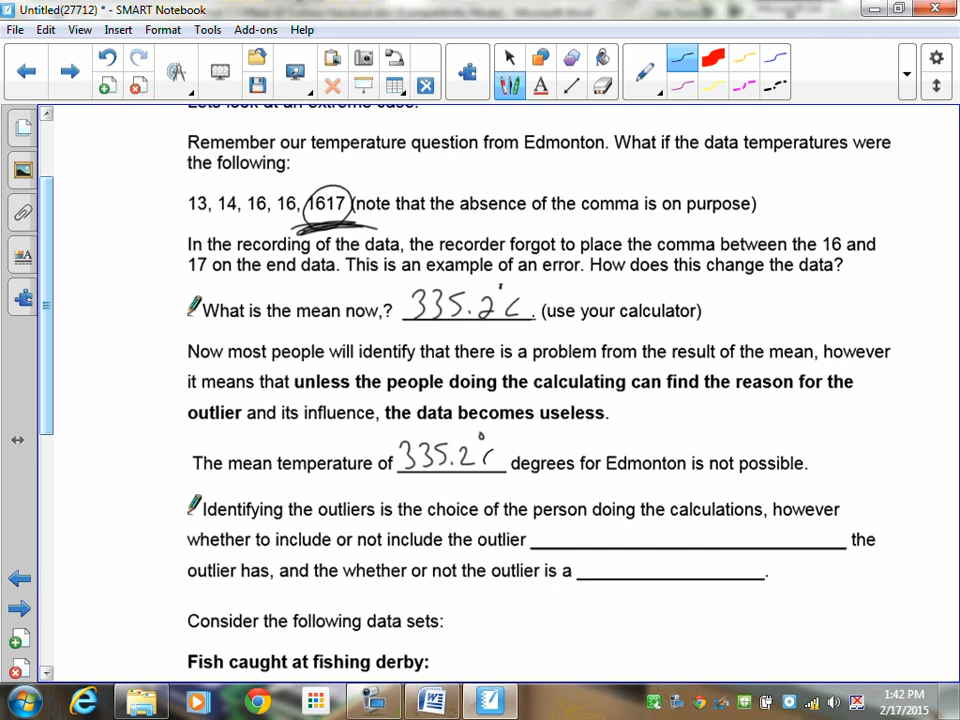 Untitled(27712) * - SMART Notebook
File Edit View Insert Format Tools Add-ons Help
Lets look at an extreme case.
Remember our temperature question from Edmonton. What if the data temperatures were
the following:
13, 14, 16, 16, 1617 (note that the absence of the comma is on purpose)
In the recording of the data, the recorder forgot to place the comma between the 16 and
17 on the end data. This is an example of an error. How does this change the data?
What is the mean now,? 335.2°C. (use your calculator)
Now most people will identify that there is a problem from the result of the mean, however
it means that unless the people doing the calculating can find the reason for the
outlier and its influence, the data becomes useless.
The mean temperature of 335.2°C degrees for Edmonton is not possible.
Identifying the outliers is the choice of the person doing the calculations, however
whether to include or not include the outlier ______ the
outlier has, and the whether or not the outlier is a ______.
Consider the following data sets:
Fish caught at fishing derby:
1:42 PM
2/17/2015